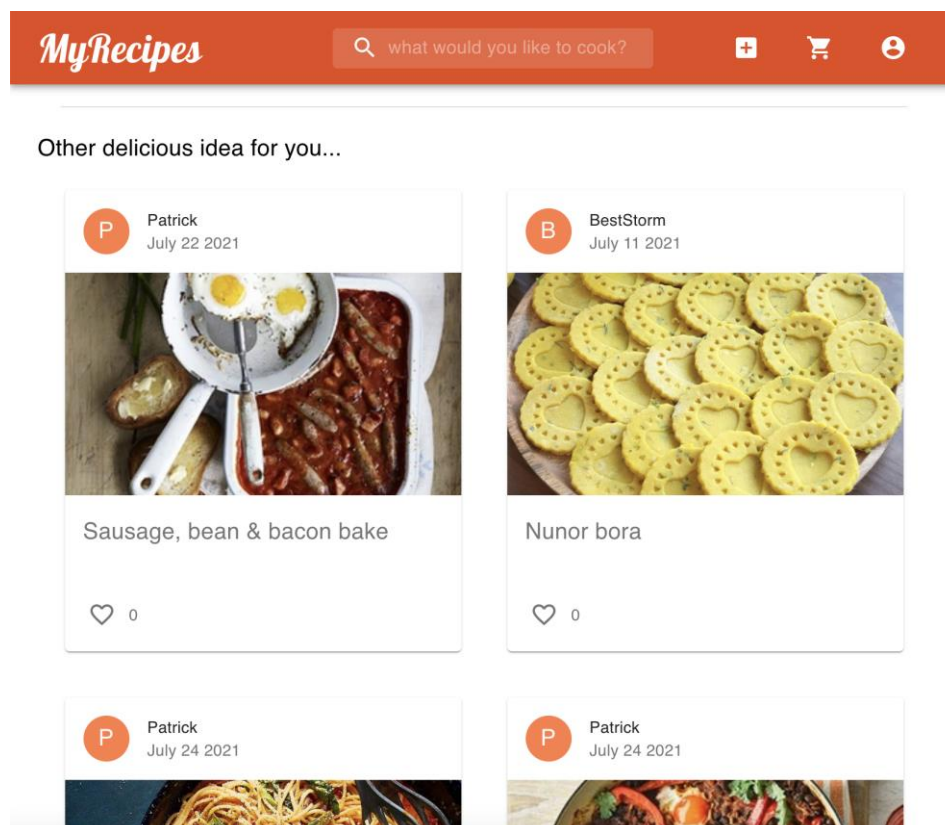 MyRecipes
what would you like to cook?
Other delicious idea for you...
P
Patrick
July 22 2021
B
BestStorm
July 11 2021
Sausage, bean & bacon bake
Nunor bora
0
0
P
Patrick
July 24 2021
P
Patrick
July 24 2021